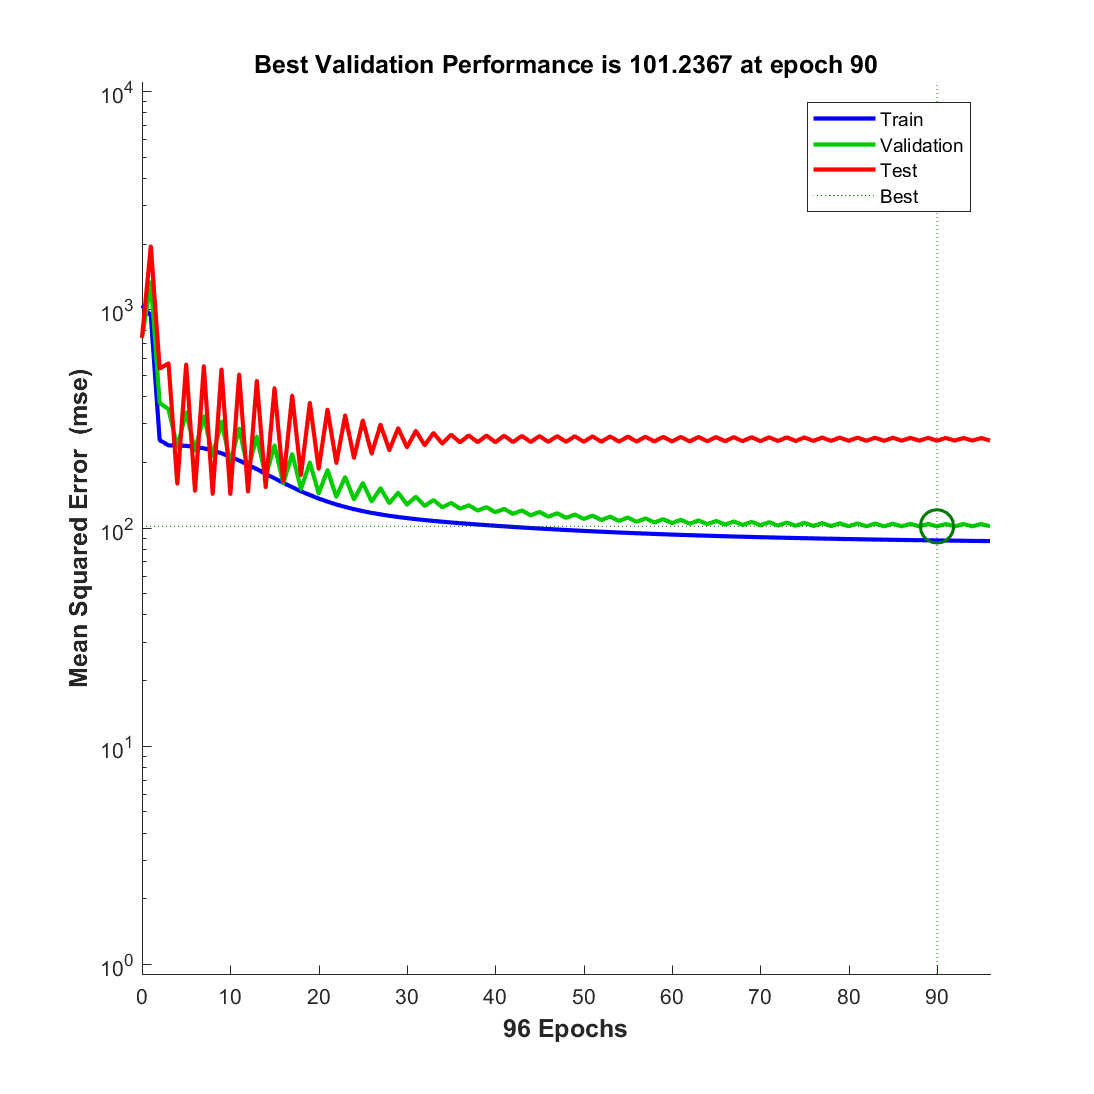 Best Validation Performance is 101.2367 at epoch 90
Train
Validation
Test
Best
10^4
10^3
10^2
10^1
10^0
Mean Squared Error (mse)
0 10 20 30 40 50 60 70 80 90
96 Epochs